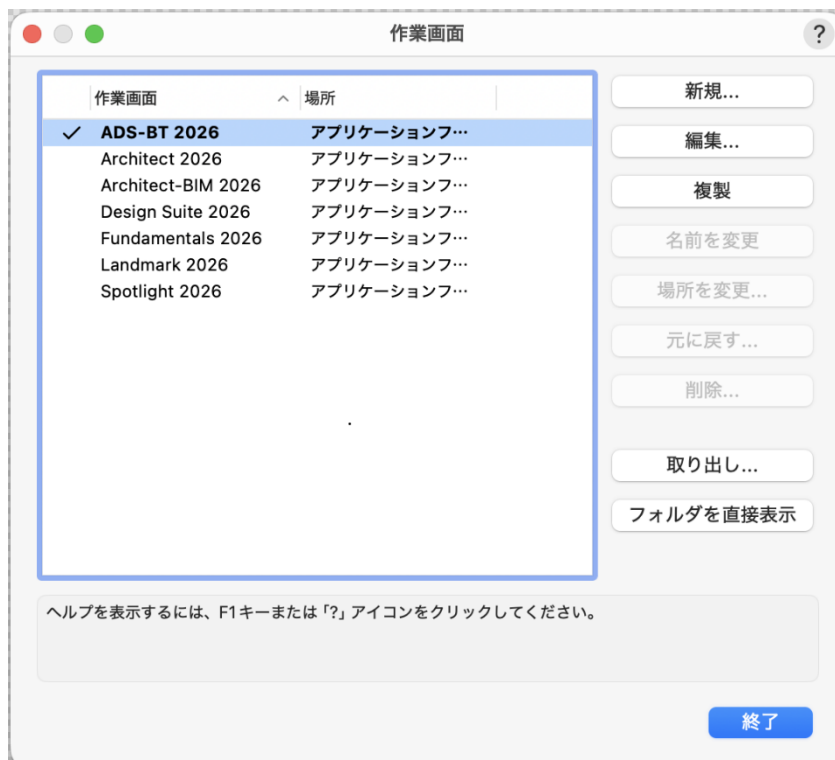 作業画面
?
作業画面 場所
新規...
✓ ADS-BT 2026 アプリケーションフ…
編集...
Architect 2026 アプリケーションフ…
Architect-BIM 2026 アプリケーションフ…
複製
Design Suite 2026 アプリケーションフ…
Fundamentals 2026 アプリケーションフ…
名前を変更
Landmark 2026 アプリケーションフ…
Spotlight 2026 アプリケーションフ…
場所を変更...
元に戻す...
削除...
取り出し...
フォルダを直接表示
ヘルプを表示するには、F1キーまたは「?」アイコンをクリックしてください。
終了